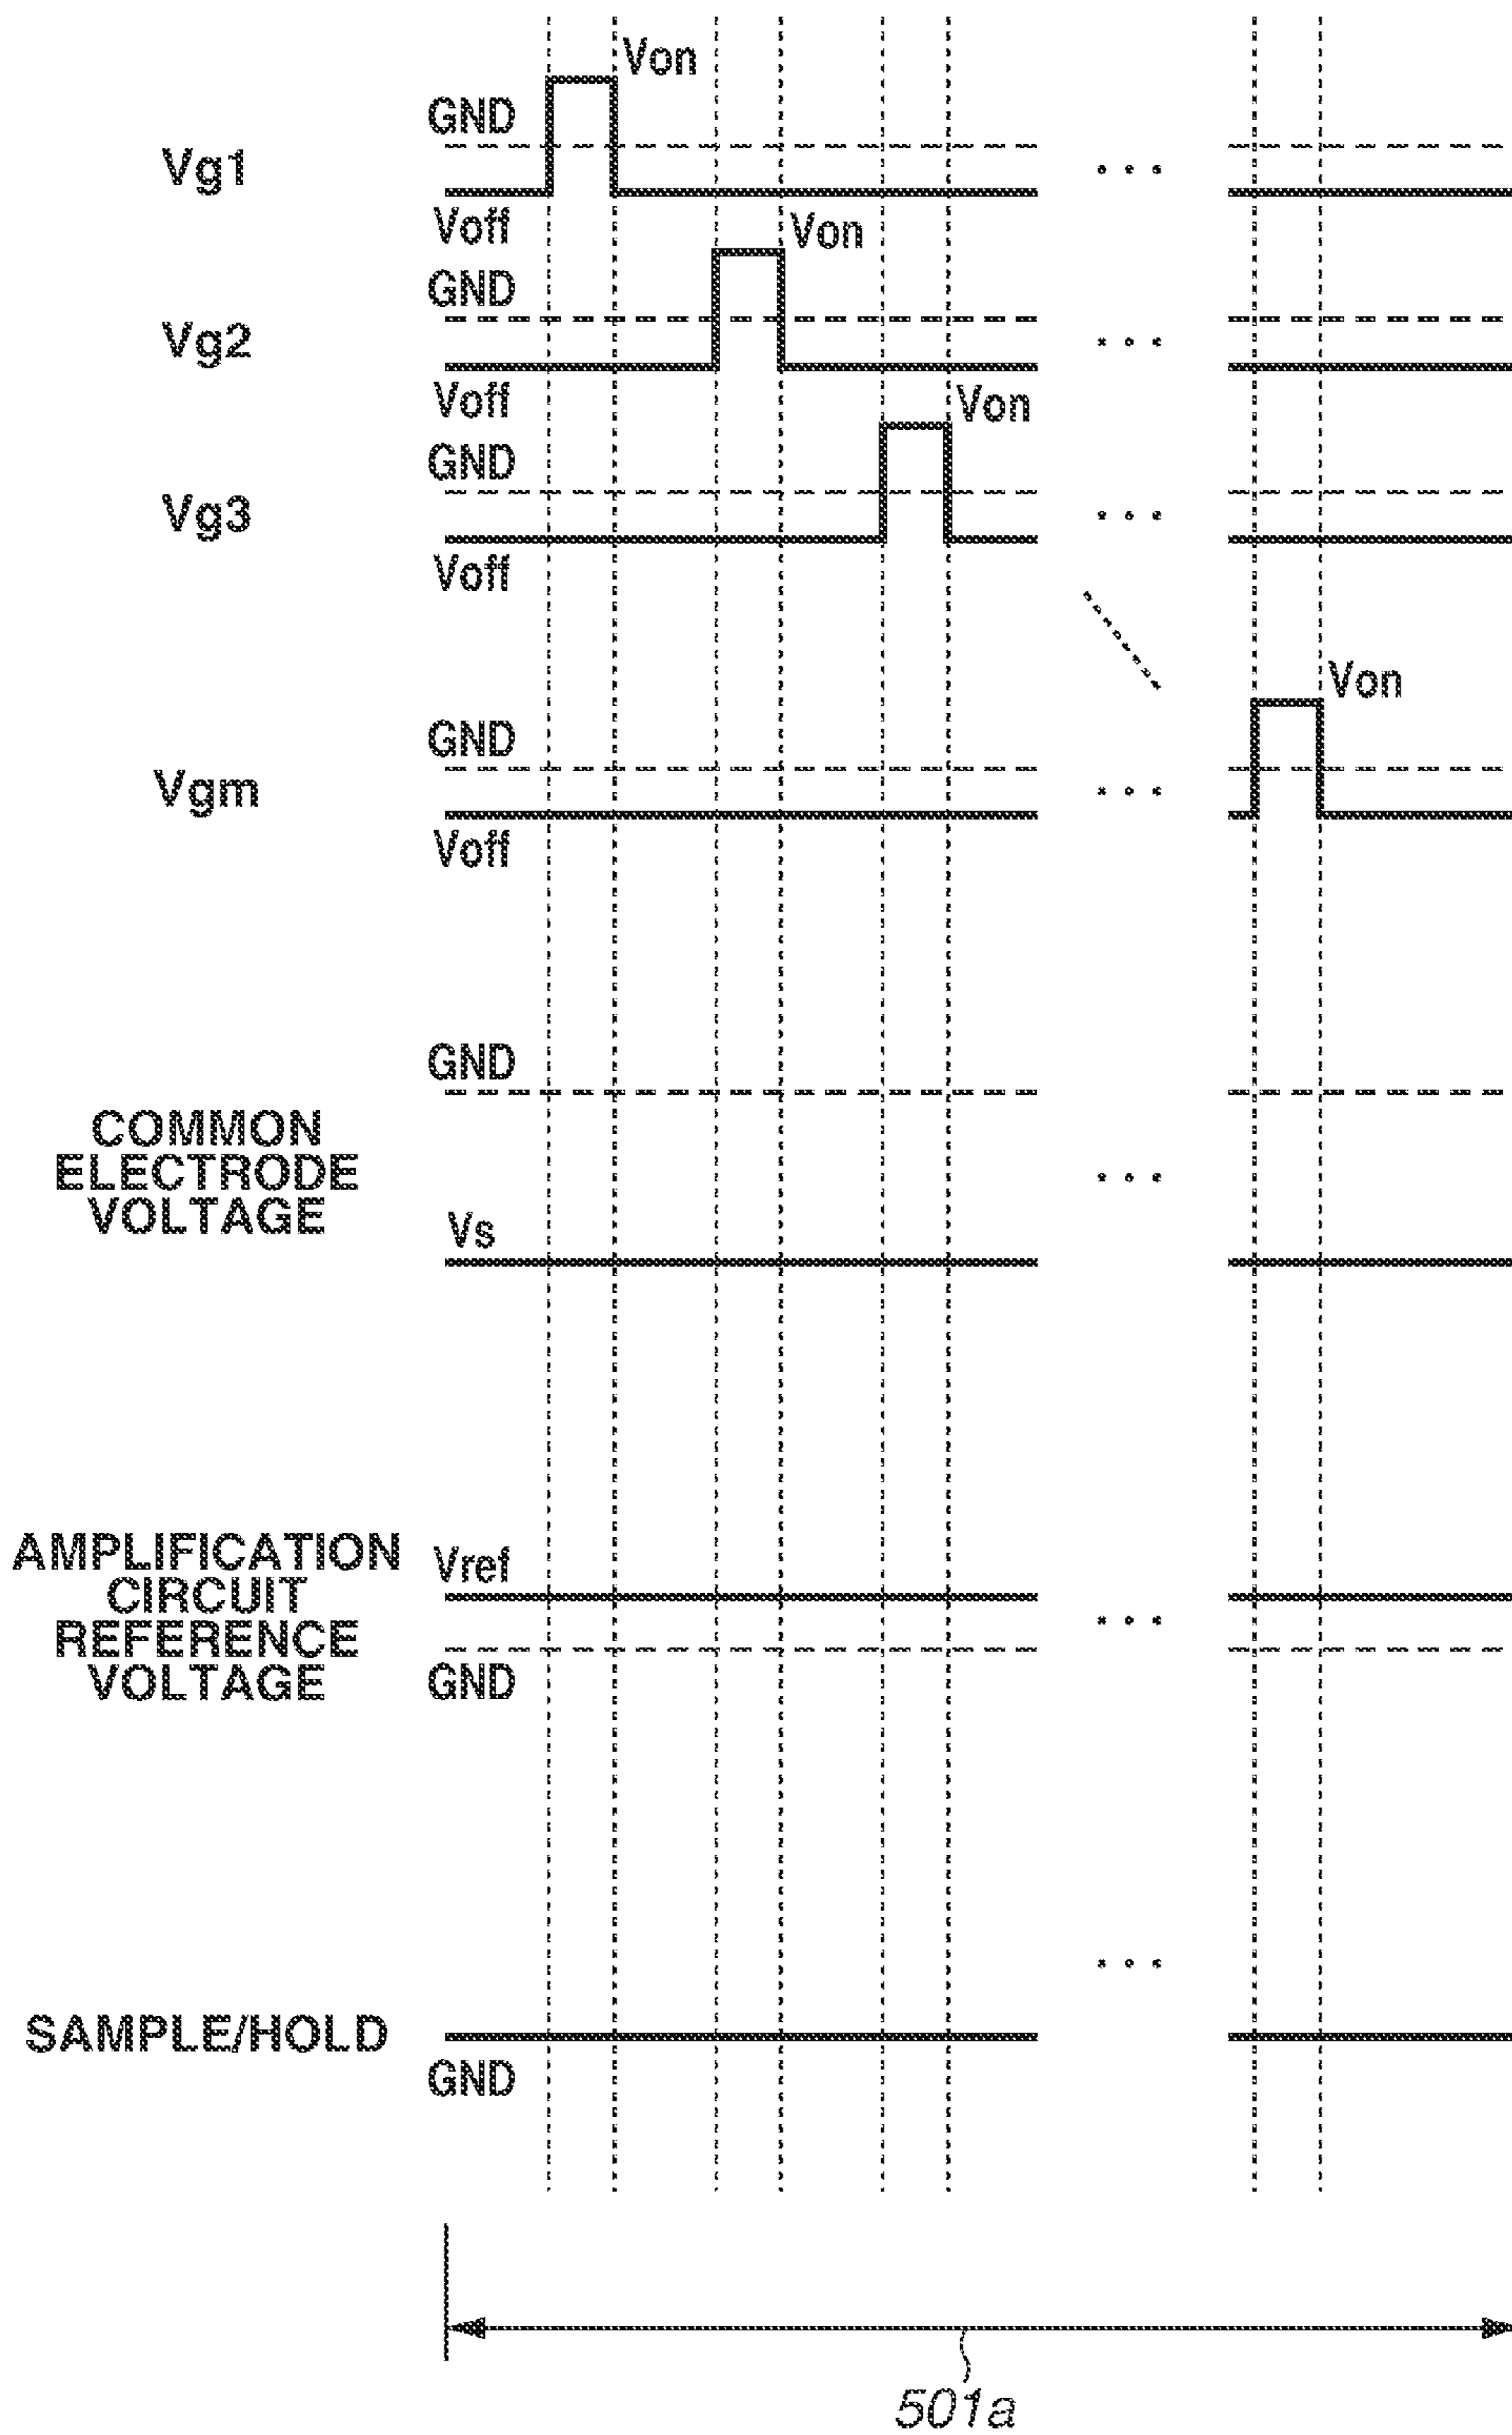 Von
GND
Vg1
Voff
Von
GND
Vg2
Voff
Von
GND
Vg3
Voff
Von
GND
Vgm
Voff
GND
COMMON
ELECTRODE
VOLTAGE
Vs
AMPLIFICATION
CIRCUIT
REFERENCE
VOLTAGE
Vref
GND
SAMPLE/HOLD
GND
501a